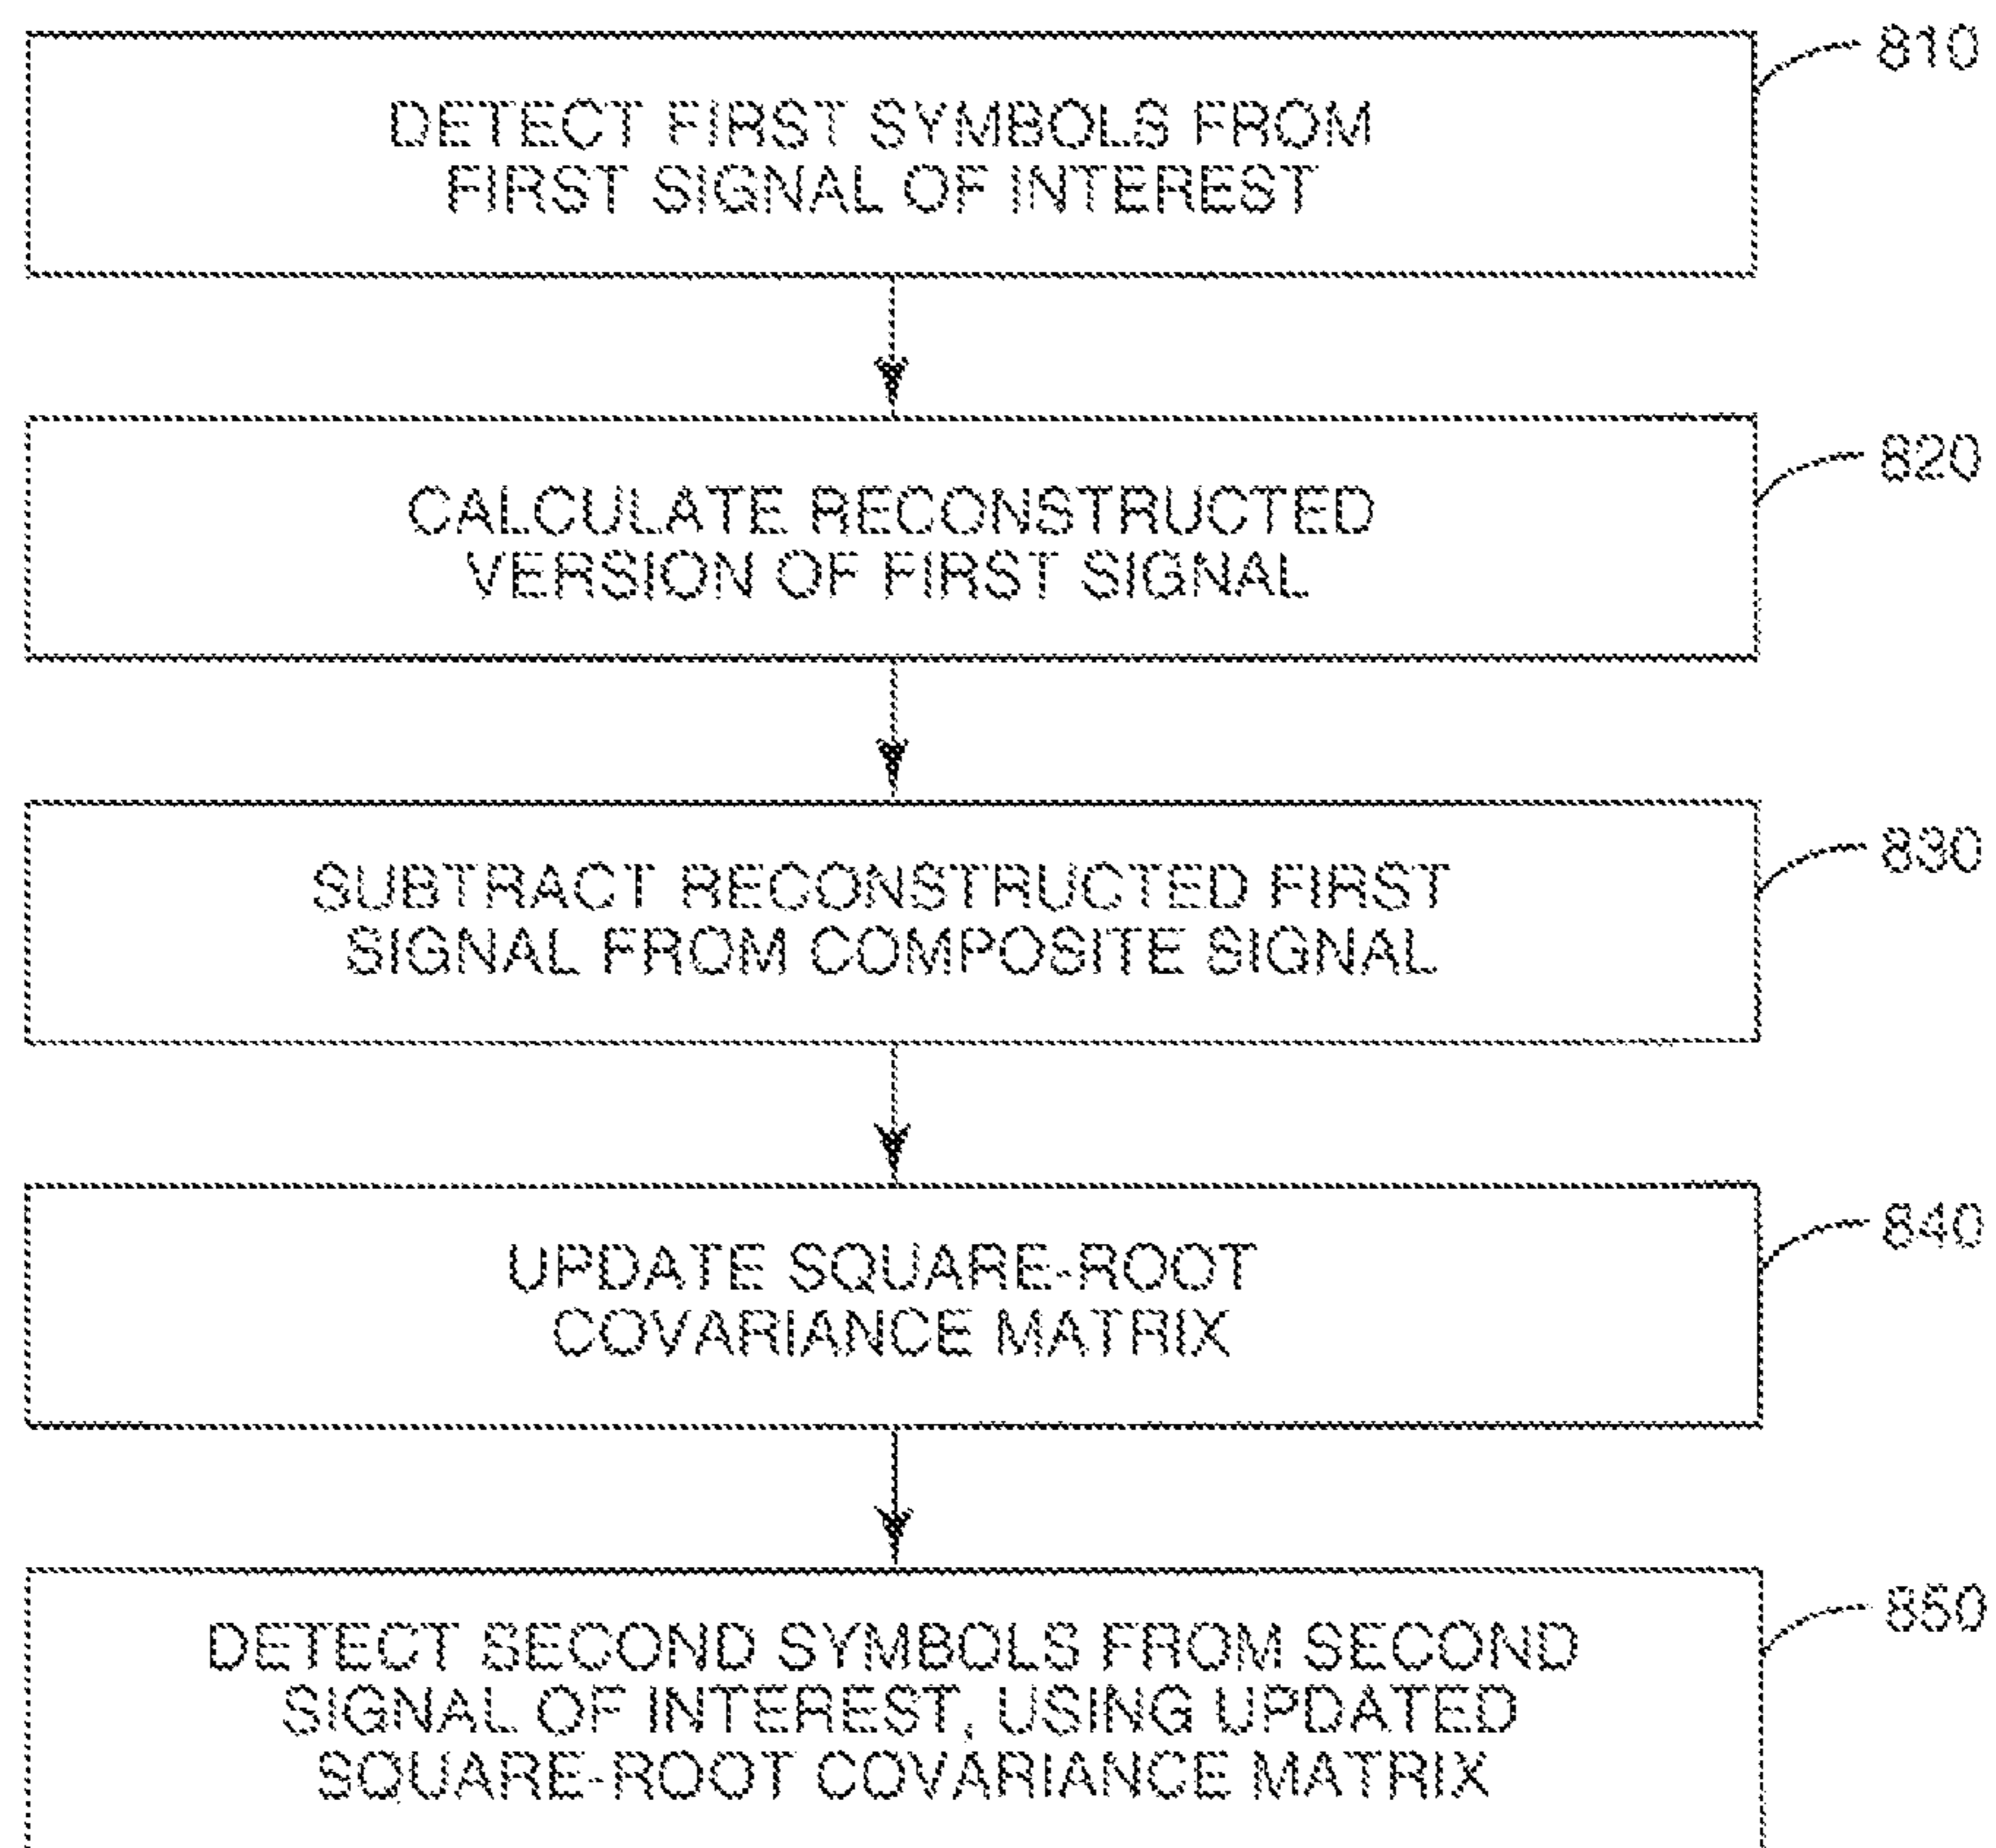 810
DETECT FIRST SYMBOLS FROM
FIRST SIGNAL OF INTEREST
820
CALCULATE RECONSTRUCTED
VERSION OF FIRST SIGNAL
830
SUBTRACT RECONSTRUCTED FIRST
SIGNAL FROM COMPOSITE SIGNAL
840
UPDATE SQUARE-ROOT
COVARIANCE MATRIX
850
DETECT SECOND SYMBOLS FROM SECOND
SIGNAL OF INTEREST, USING UPDATED
SQUARE-ROOT COVARIANCE MATRIX